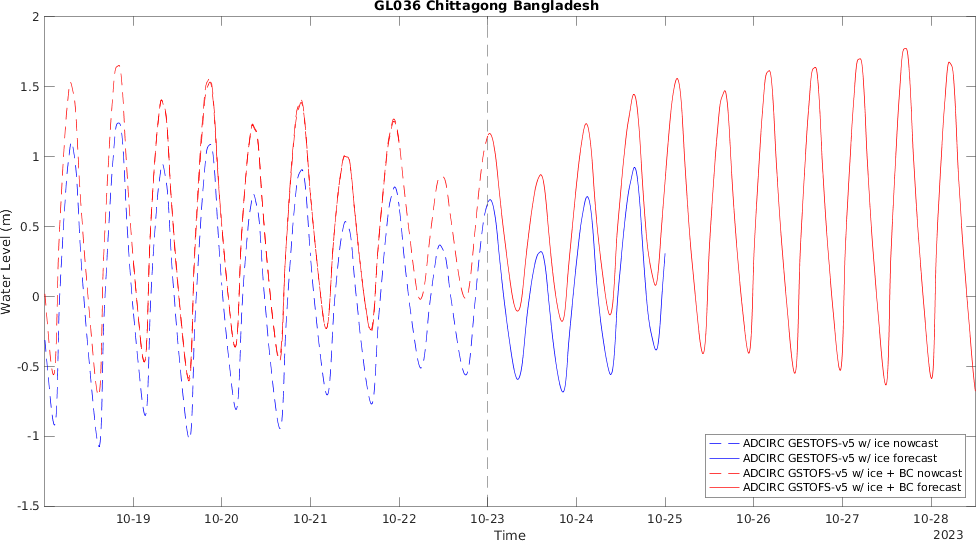 GL036 Chittagong Bangladesh
2
1.5
1
0.5
0
-0.5
-1
-1.5
Water Level (m)
ADCIRC GESTOFS-v5 w/ ice nowcast
ADCIRC GESTOFS-v5 w/ ice forecast
ADCIRC GSTOFS-v5 w/ ice + BC nowcast
ADCIRC GSTOFS-v5 w/ ice + BC forecast
10-19 10-20 10-21 10-22 10-23 10-24 10-25 10-26 10-27 10-28
Time
2023